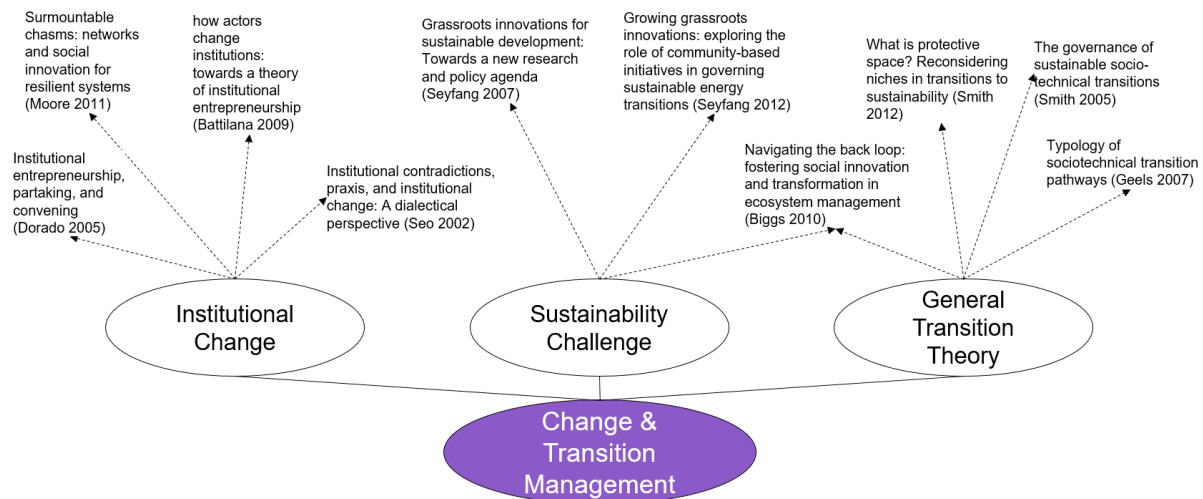 Surmountable
chasms: networks
and social
innovation for
resilient systems
(Moore 2011)
how actors
change
institutions:
towards a theory
of institutional
entrepreneurship
(Battilana 2009)
Institutional
entrepreneurship,
partaking, and
convening
(Dorado 2005)
Institutional contradictions,
praxis, and institutional
change: A dialectical
perspective (Seo 2002)
Grassroots innovations for
sustainable development:
Towards a new research
and policy agenda
(Seyfang 2007)
Growing grassroots
innovations: exploring the
role of community-based
initiatives in governing
sustainable energy
transitions (Seyfang 2012)
Navigating the back loop:
fostering social innovation
and transformation in
ecosystem management
(Biggs 2010)
What is protective
space? Reconsidering
niches in transitions to
sustainability (Smith
2012)
The governance of
sustainable socio-
technical transitions
(Smith 2005)
Typology of
sociotechnical transition
pathways (Geels 2007)
Institutional
Change
Sustainability
Challenge
General
Transition
Theory
Change &
Transition
Management